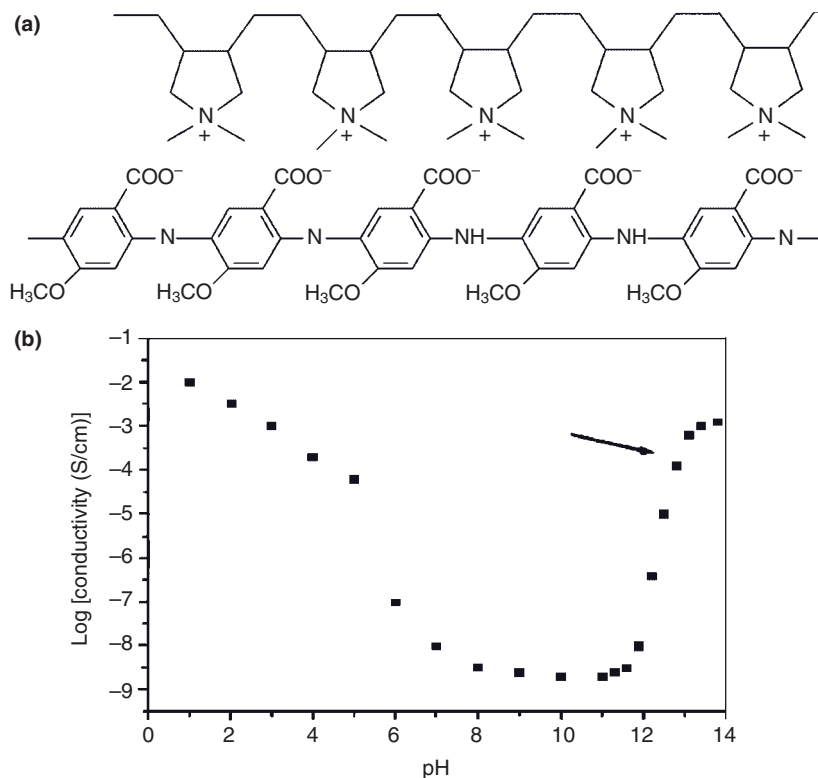 (a)
N N N N N
+ + + + +
COO⁻ COO⁻ COO⁻ COO⁻ COO⁻
N N NH NH N
H₃CO H₃CO H₃CO H₃CO H₃CO
(b)
Log [conductivity (S/cm)]
–1
–2
–3
–4
–5
–6
–7
–8
–9
0 2 4 6 8 10 12 14
pH